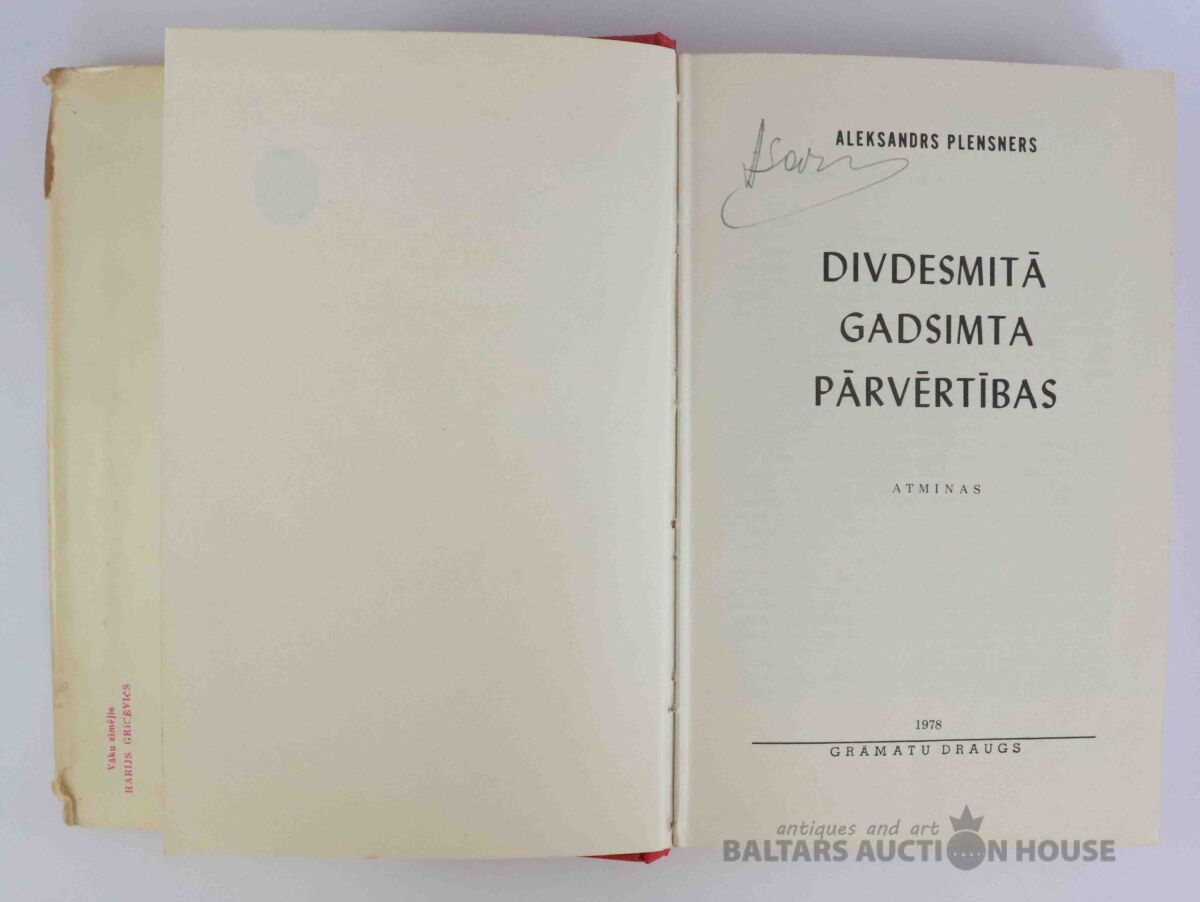 Vāku zīmējis
HARIJS GRICĒVIČS
ALEKSANDRS PLENSNERS
DIVDESMITĀ
GADSIMTA
PĀRVĒRTĪBAS
ATMIŅAS
1978
GRĀMATU DRAUGS
antiques and art
BALTARS AUCTION HOUSE